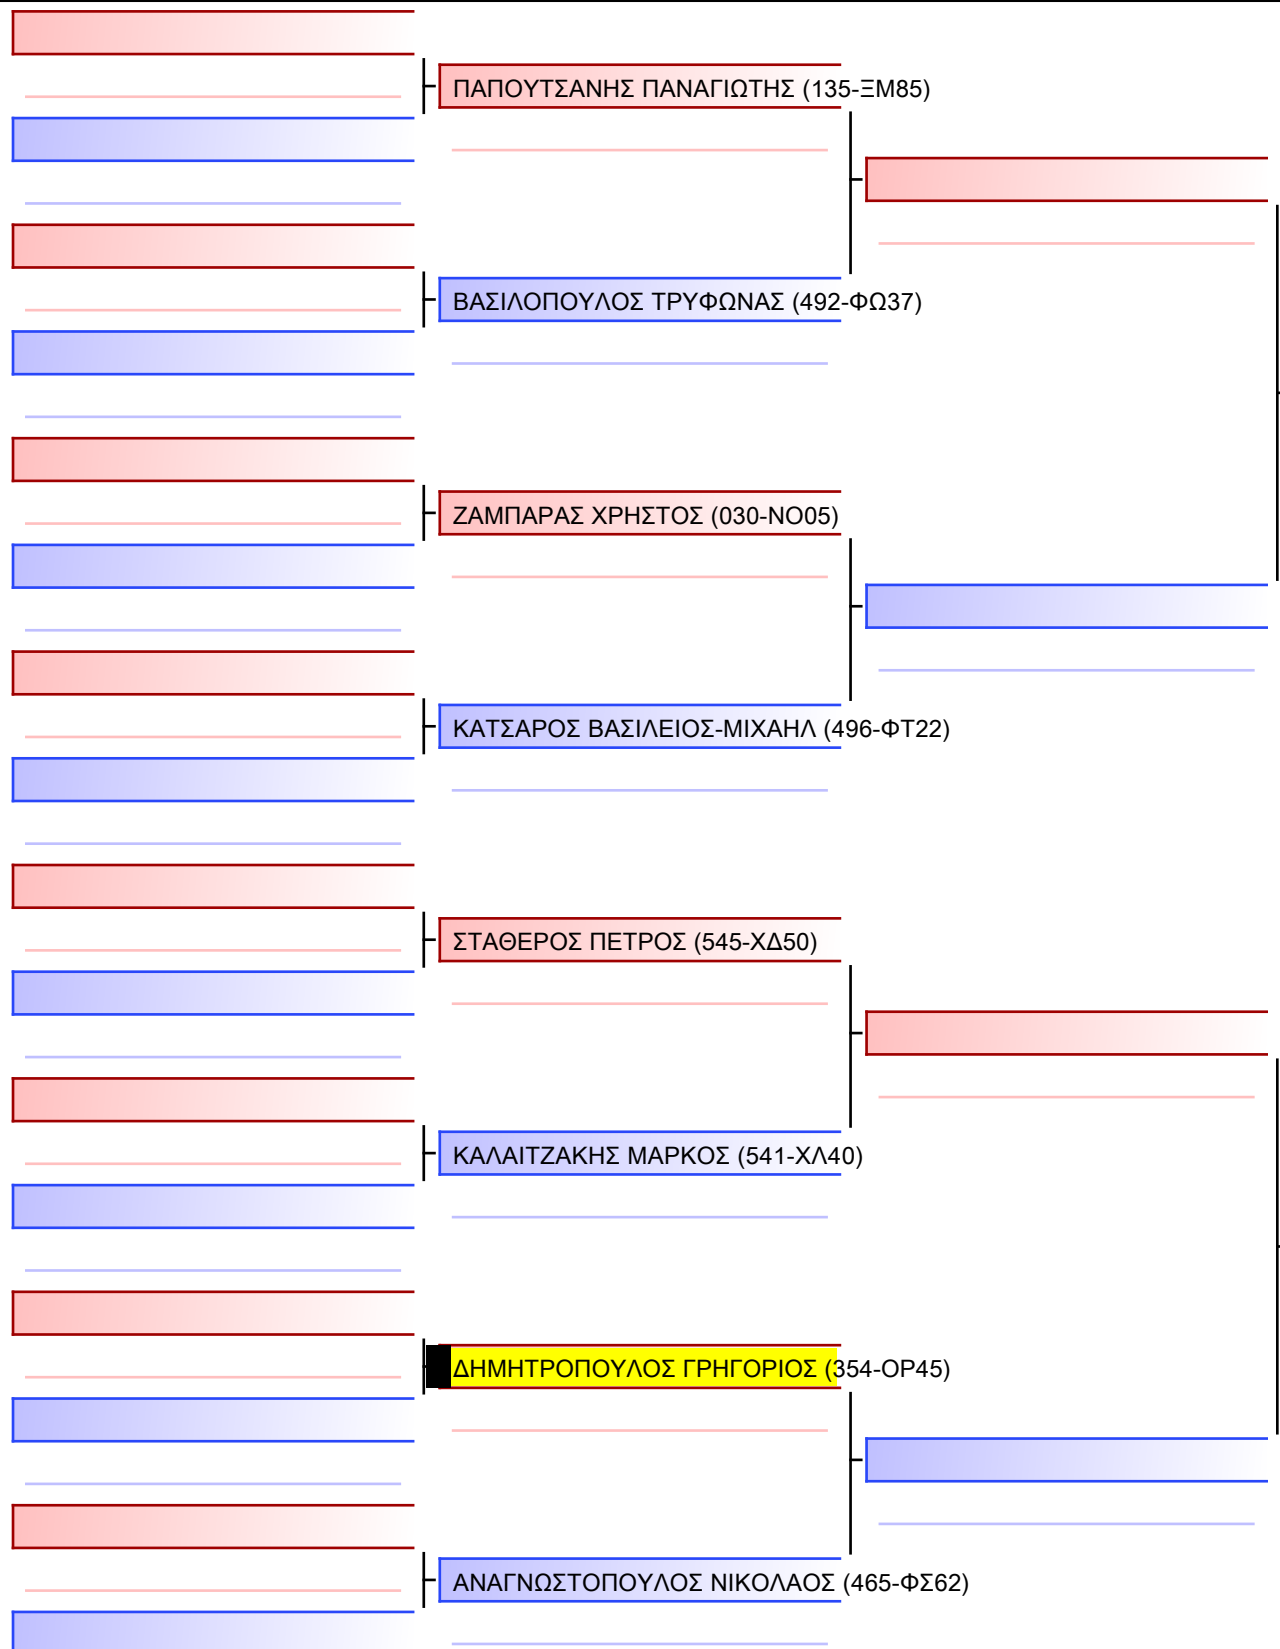 ΠΑΠΟΥΤΣΑΝΗΣ ΠΑΝΑΓΙΩΤΗΣ (135-ΞΜ85)
ΒΑΣΙΛΟΠΟΥΛΟΣ ΤΡΥΦΩΝΑΣ (492-ΦΩ37)
ΖΑΜΠΑΡΑΣ ΧΡΗΣΤΟΣ (030-ΝΟ05)
ΚΑΤΣΑΡΟΣ ΒΑΣΙΛΕΙΟΣ-ΜΙΧΑΗΛ (496-ΦΤ22)
ΣΤΑΘΕΡΟΣ ΠΕΤΡΟΣ (545-ΧΔ50)
ΚΑΛΑΙΤΖΑΚΗΣ ΜΑΡΚΟΣ (541-ΧΛ40)
ΔΗΜΗΤΡΟΠΟΥΛΟΣ ΓΡΗΓΟΡΙΟΣ (354-ΟΡ45)
ΑΝΑΓΝΩΣΤΟΠΟΥΛΟΣ ΝΙΚΟΛΑΟΣ (465-ΦΣ62)